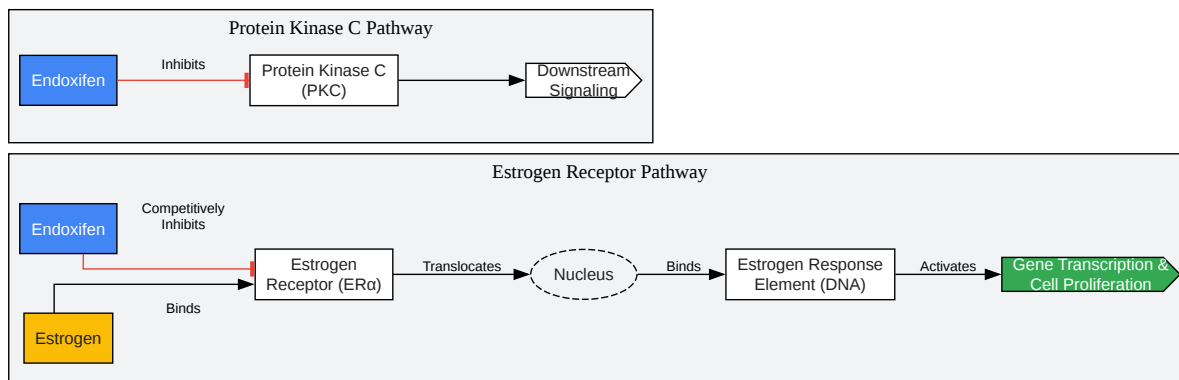 Protein Kinase C Pathway
Endoxifen
Inhibits
Protein Kinase C
(PKC)
Downstream
Signaling
Estrogen Receptor Pathway
Endoxifen
Competitively
Inhibits
Estrogen
Receptor (ERα)
Translocates
Nucleus
Binds
Estrogen Response
Element (DNA)
Activates
Gene Transcription &
Cell Proliferation
Binds
Estrogen